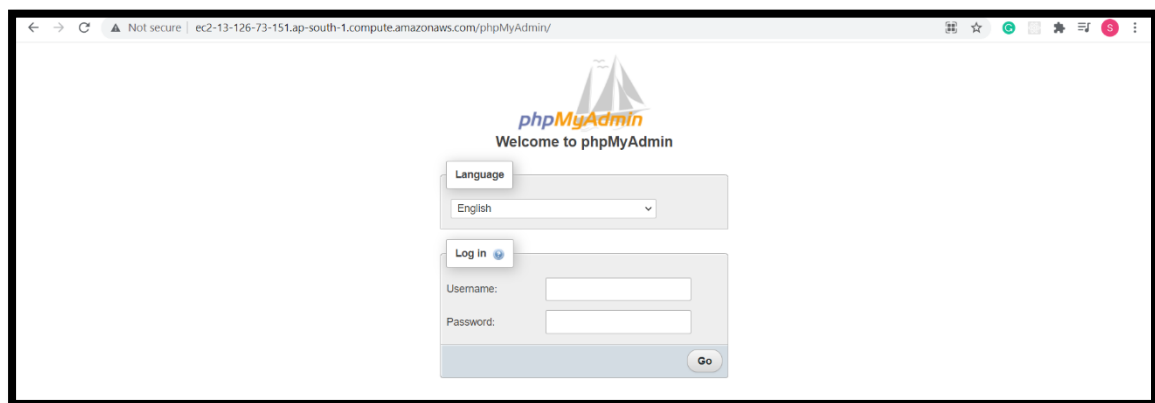 Not secure | ec2-13-126-73-151.ap-south-1.compute.amazonaws.com/phpMyAdmin/
S
phpMyAdmin
Welcome to phpMyAdmin
Language
English
Log in
Username:
Password:
Go